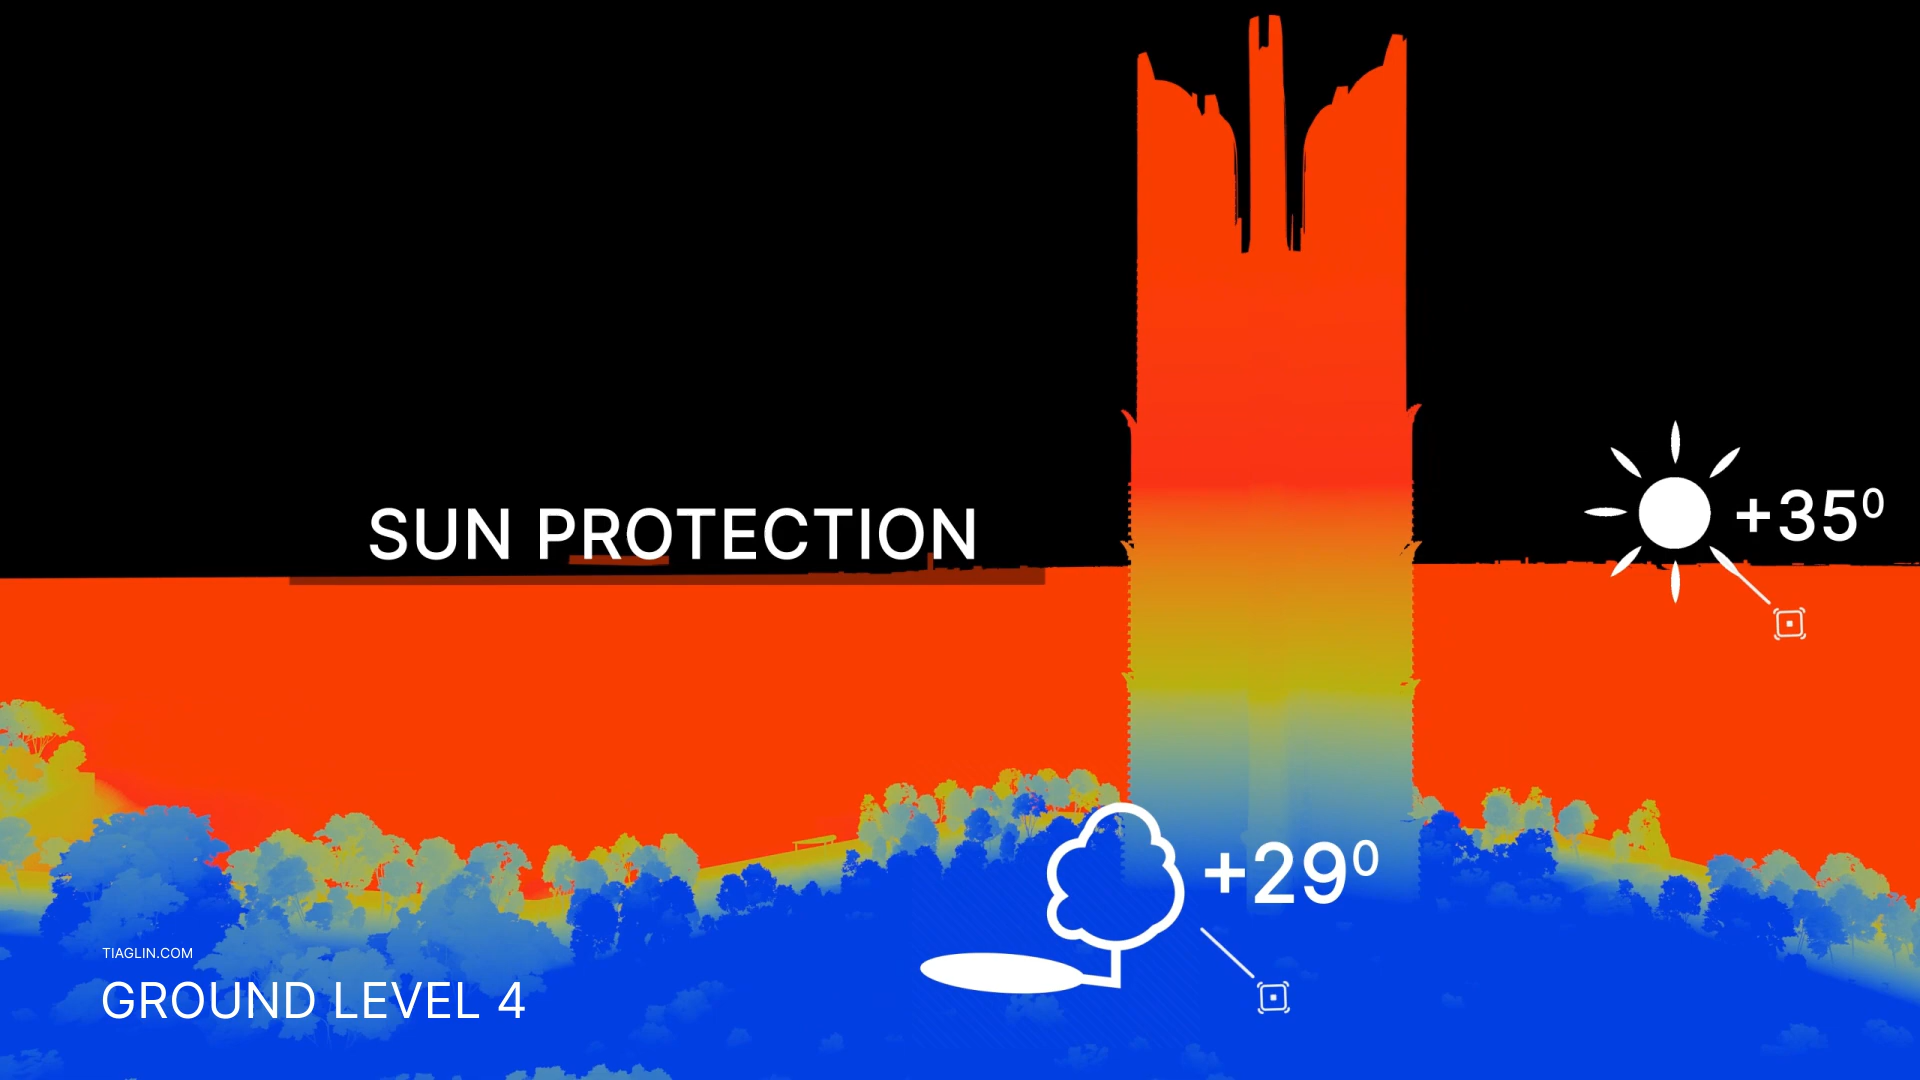 SUN PROTECTION
+35⁰
+29⁰
TIAGLIN.COM
GROUND LEVEL 4